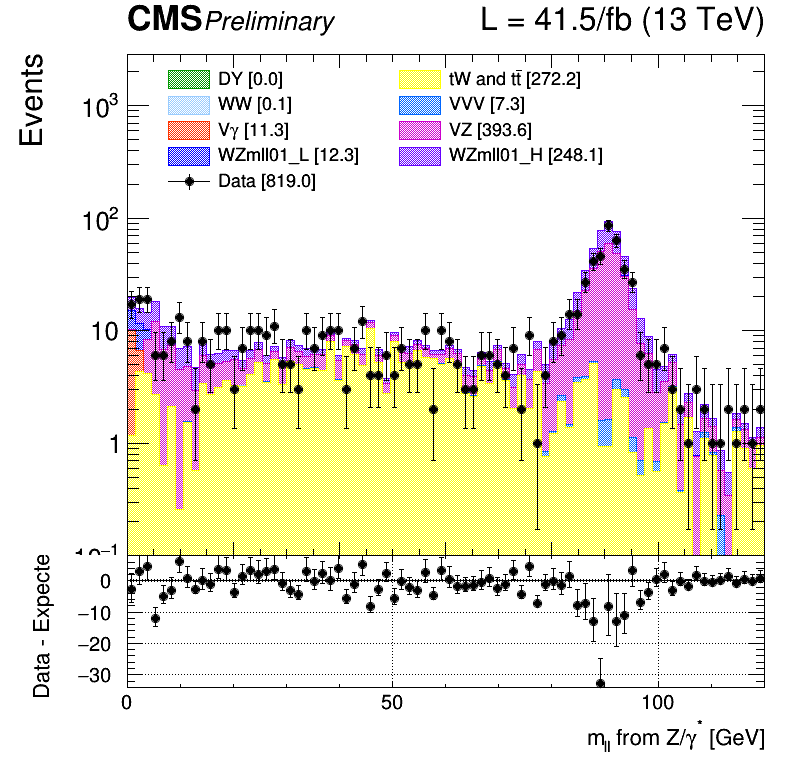 CMS Preliminary L = 41.5/fb (13 TeV)
Events
DY [0.0] tW and tt̄ [272.2]
WW [0.1] VVV [7.3]
Vγ [11.3] VZ [393.6]
WZmll01_L [12.3] WZmll01_H [248.1]
Data [819.0]
10³
10²
10
1
10⁻¹
Data - Expecte
0
−10
−20
−30
0 50 100
m_ll from Z/γ* [GeV]